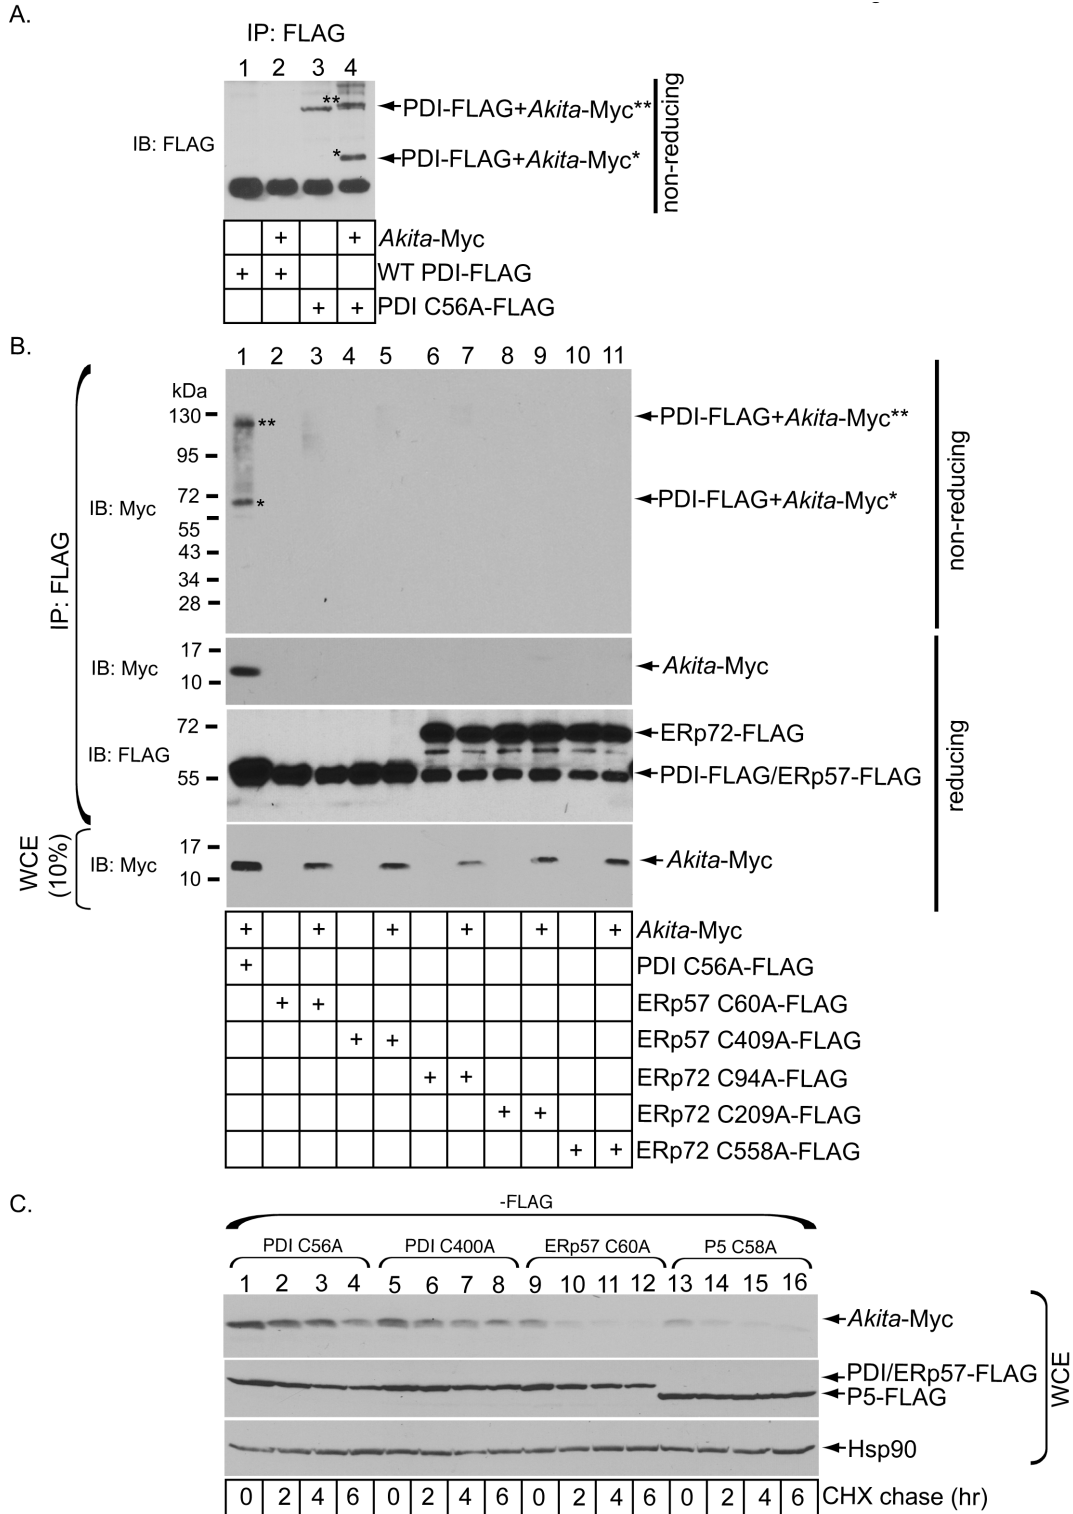 A.
IP: FLAG
1 2 3 4
** PDI-FLAG+Akita-Myc**
IB: FLAG
* PDI-FLAG+Akita-Myc*
non-reducing
+ + Akita-Myc
+ + WT PDI-FLAG
+ + PDI C56A-FLAG
B.
1 2 3 4 5 6 7 8 9 10 11
kDa
130
** PDI-FLAG+Akita-Myc**
95
72
* PDI-FLAG+Akita-Myc*
IB: Myc
55
43
34
28
non-reducing
IP: FLAG
17
IB: Myc
Akita-Myc
10
72
ERp72-FLAG
IB: FLAG
55
PDI-FLAG/ERp57-FLAG
reducing
WCE
(10%)
17
IB: Myc
Akita-Myc
10
+ + + + + + Akita-Myc
+ PDI C56A-FLAG
+ + ERp57 C60A-FLAG
+ + ERp57 C409A-FLAG
+ + ERp72 C94A-FLAG
+ + ERp72 C209A-FLAG
+ + ERp72 C558A-FLAG
C.
-FLAG
PDI C56A PDI C400A ERp57 C60A P5 C58A
1 2 3 4 5 6 7 8 9 10 11 12 13 14 15 16
Akita-Myc
PDI/ERp57-FLAG
P5-FLAG
Hsp90
WCE
0 2 4 6 0 2 4 6 0 2 4 6 0 2 4 6 CHX chase (hr)